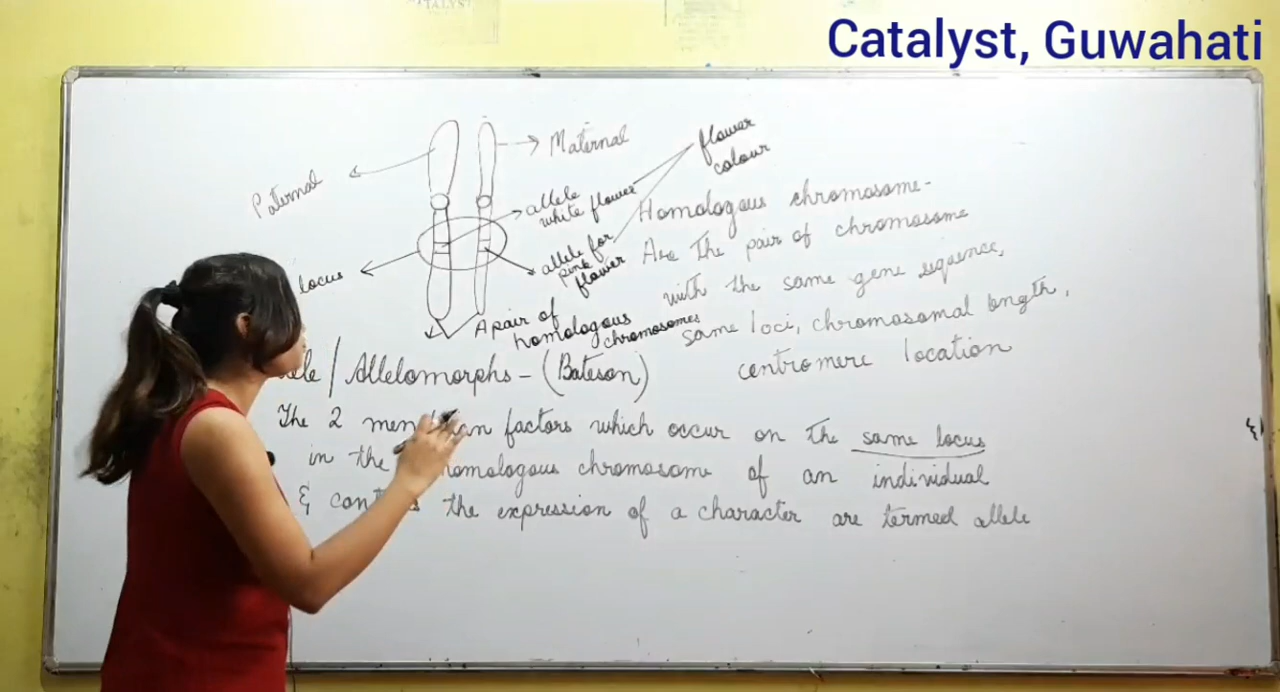 TALYST
Catalyst, Guwahati
Paternal
Maternal
flower
colour
allele
white flower
allele for
pink
flower
locus
A pair of
homologous
chromosomes
Homologous chromosome-
Are the pair of chromosome
with the same gene sequence,
same loci, chromosomal length,
centromere location
Allelomorphs - (Bateson)
The 2 factors which occur on the same locus
in the homologous chromosome of an individual
& the expression of a character are termed allele